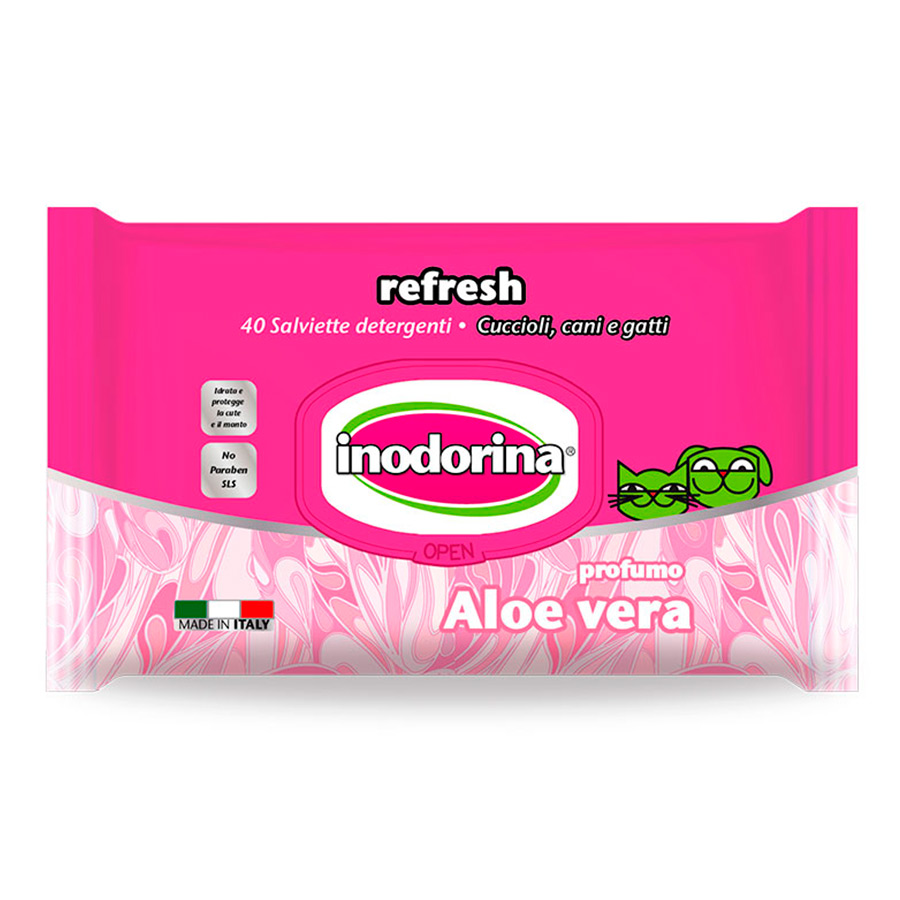 refresh
40 Salviette detergenti • Cuccioli, cani e gatti
Idrata e
protegge
la cute
e il manto
No
Paraben
SLS
inodorina®
OPEN
profumo
Aloe vera
MADE IN ITALY